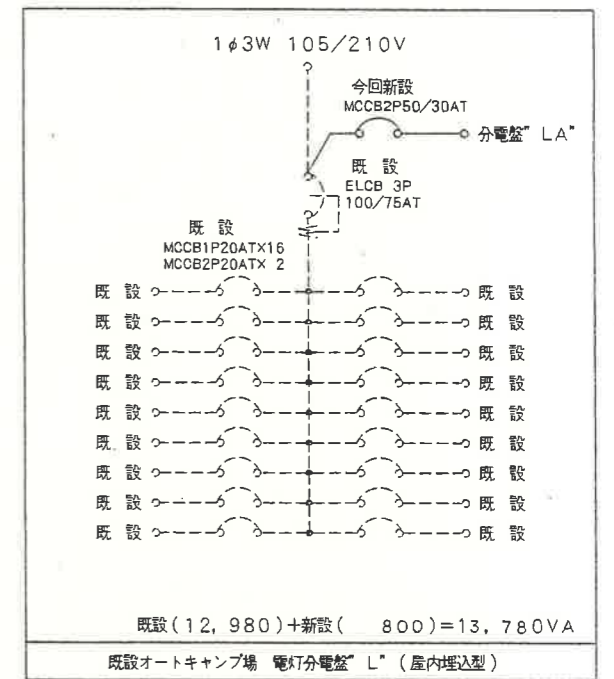 1φ3W 105/210V
今回新設
MCCB2P50/30AT
分電盤" LA"
既 設
ELCB 3P
100/75AT
既 設
MCCB1P20AT×16
MCCB2P20AT× 2
既 設 既 設
既 設 既 設
既 設 既 設
既 設 既 設
既 設 既 設
既 設 既 設
既 設 既 設
既 設 既 設
既 設 既 設
既設(12, 980)+新設( 800)=13, 780VA
既設オートキャンプ場 電灯分電盤" L" (屋内埋込型)